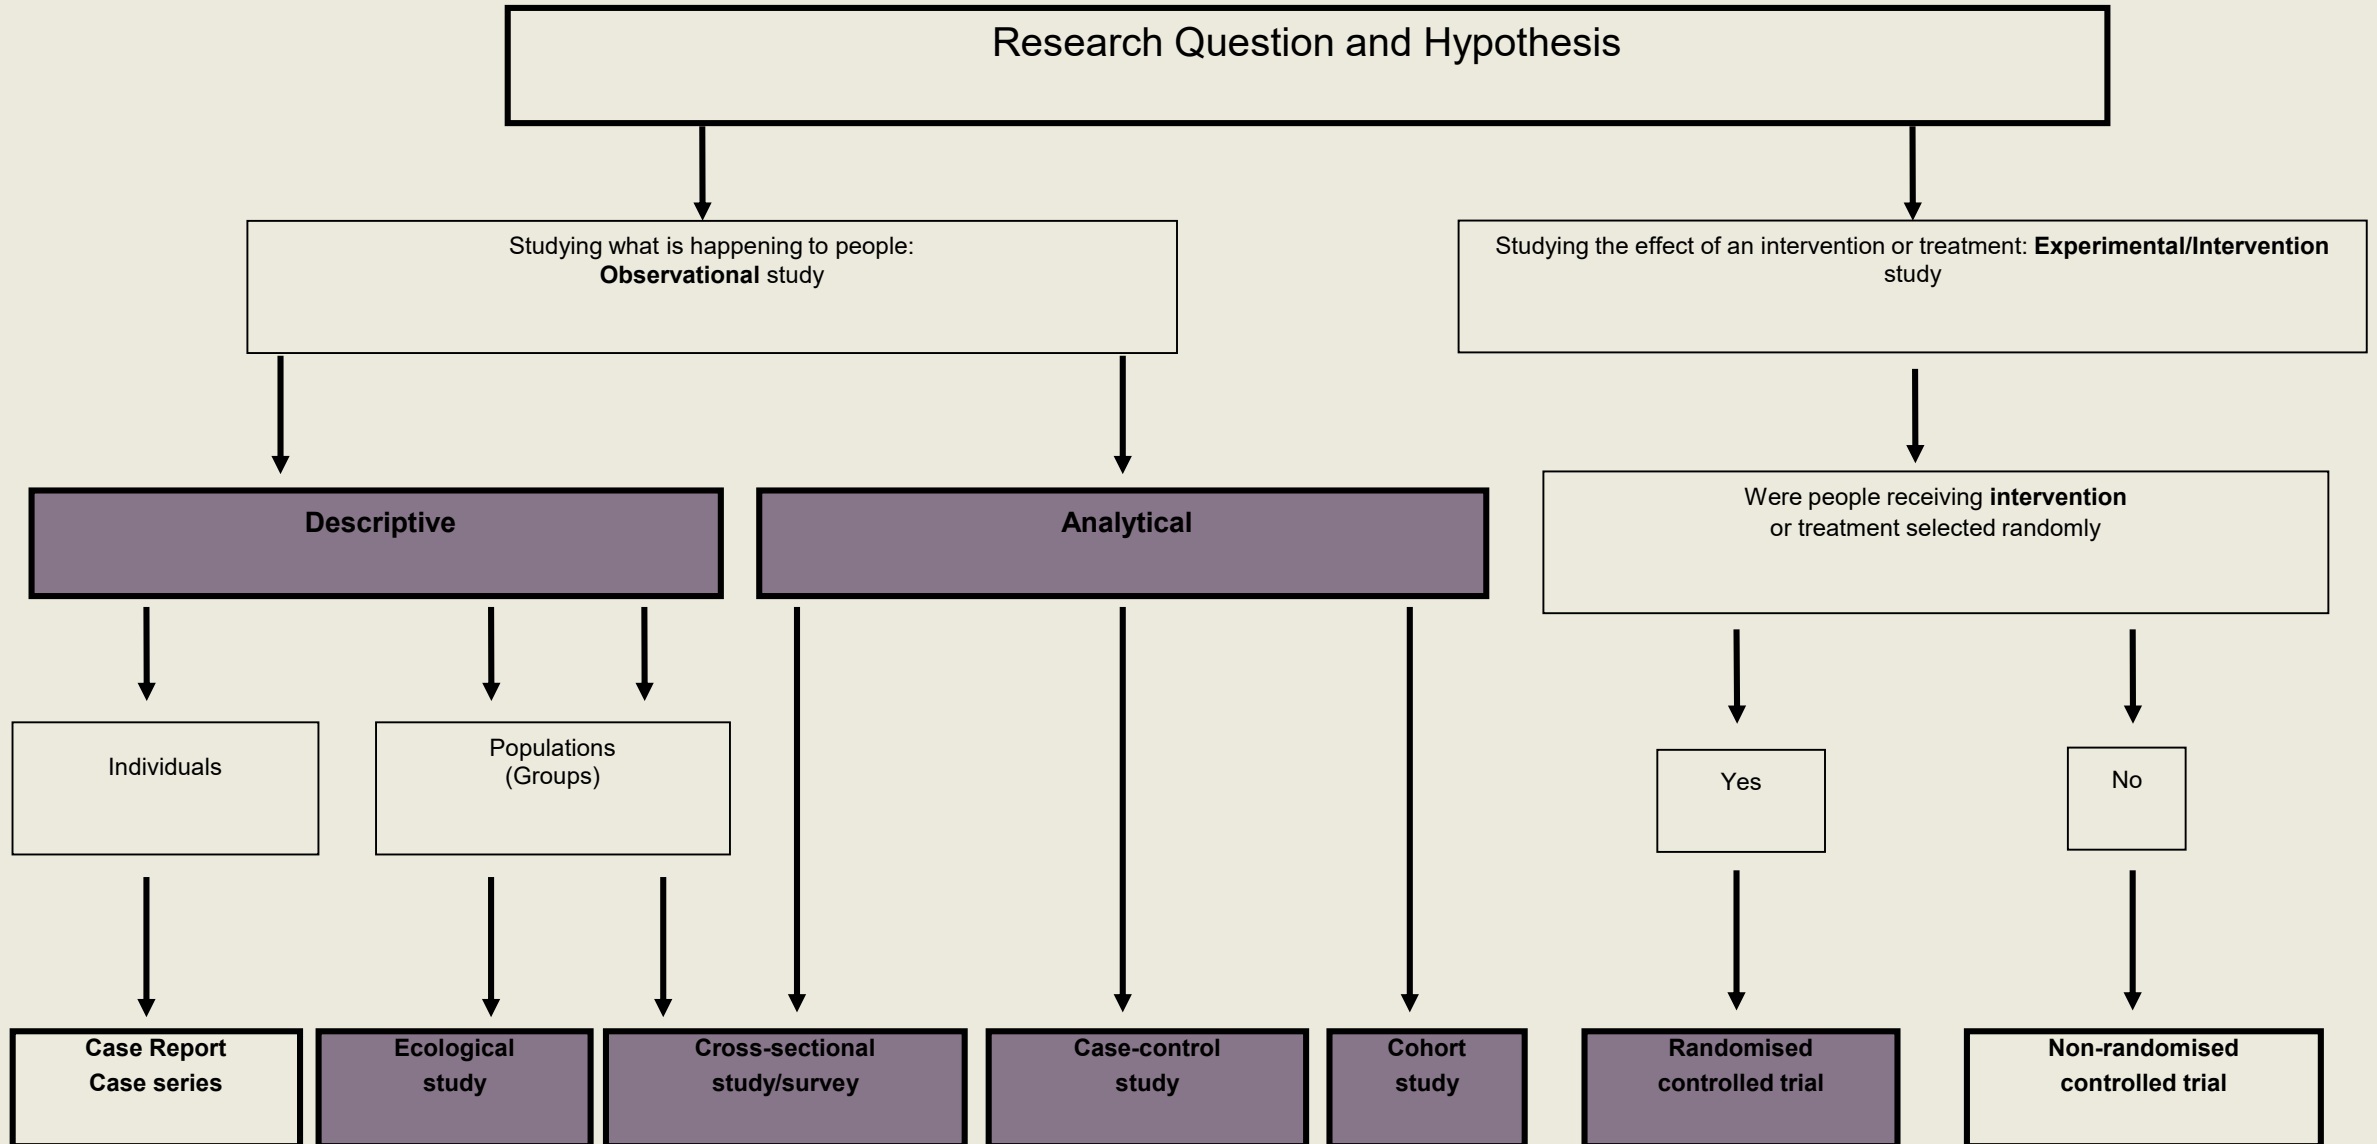 Research Question and Hypothesis
Studying what is happening to people:
Observational study
Studying the effect of an intervention or treatment: Experimental/Intervention
study
Descriptive
Analytical
Were people receiving intervention
or treatment selected randomly
Individuals
Populations
(Groups)
Yes
No
Case Report
Case series
Ecological
study
Cross-sectional
study/survey
Case-control
study
Cohort
study
Randomised
controlled trial
Non-randomised
controlled trial